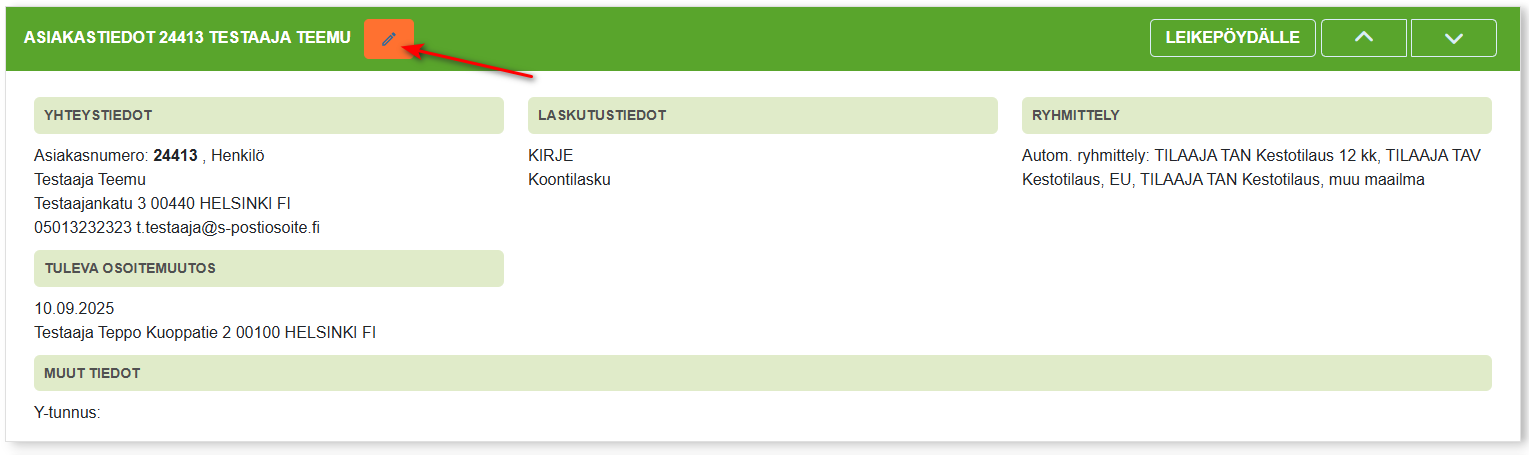 ASIAKASTIEDOT 24413 TESTAAJA TEEMU
LEIKEPÖYDÄLLE
YHTEYSTIEDOT
Asiakasnumero: 24413 , Henkilö
Testaaja Teemu
Testaajankatu 3 00440 HELSINKI FI
05013232323 t.testaaja@s-postiosoite.fi
TULEVA OSOITEMUUTOS
10.09.2025
Testaaja Teppo Kuoppatie 2 00100 HELSINKI FI
LASKUTUSTIEDOT
KIRJE
Koontilasku
RYHMITTELY
Autom. ryhmittely: TILAAJA TAN Kestotilaus 12 kk, TILAAJA TAV
Kestotilaus, EU, TILAAJA TAN Kestotilaus, muu maailma
MUUT TIEDOT
Y-tunnus: